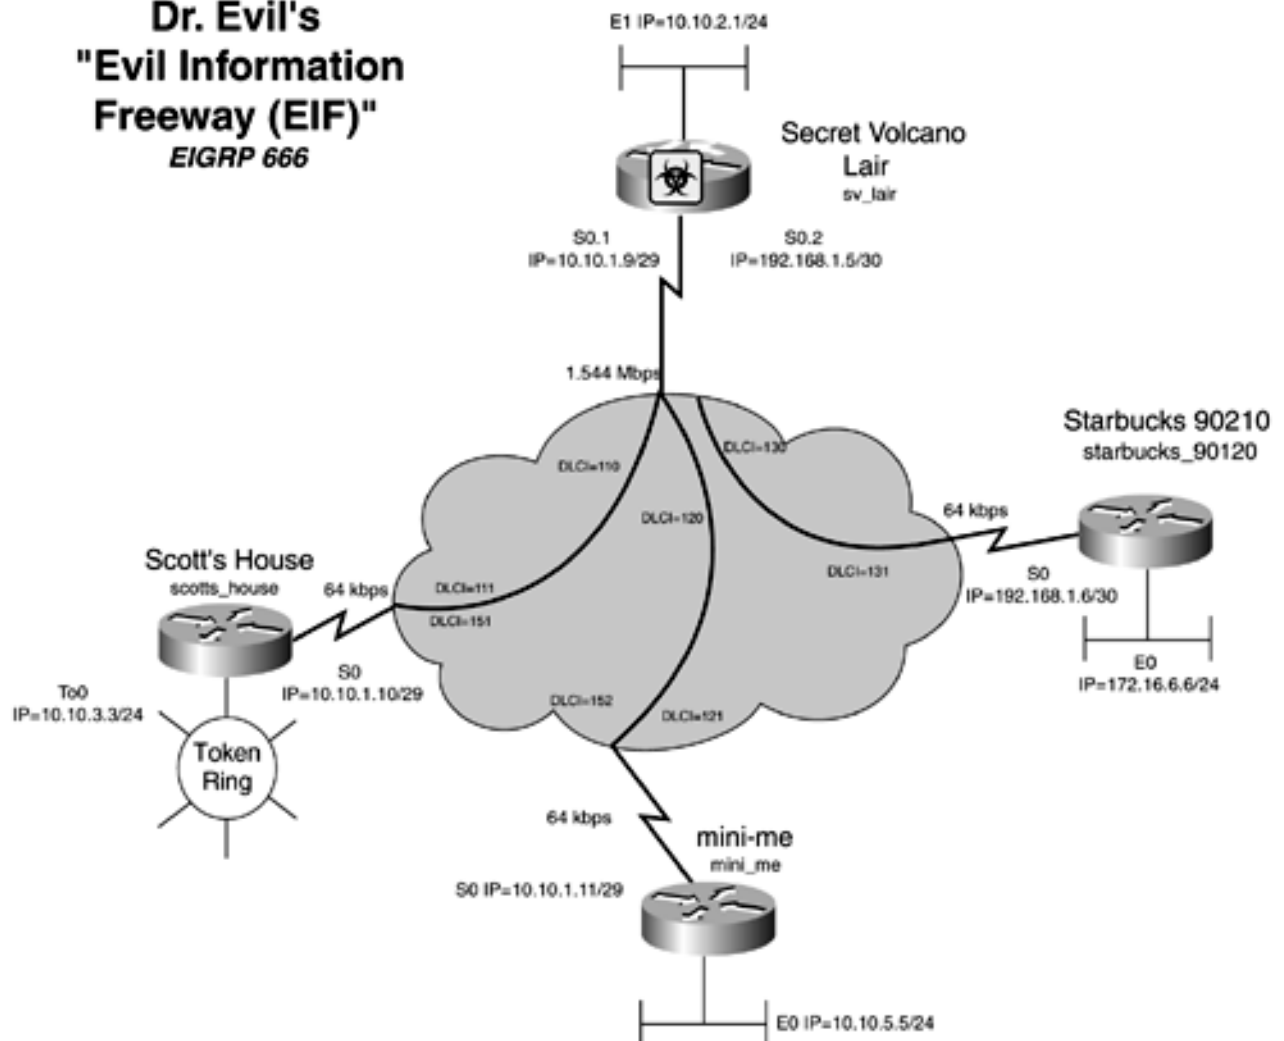 Dr. Evil's
"Evil Information
Freeway (EIF)"
EIGRP 666
E1 IP=10.10.2.1/24
Secret Volcano
Lair
sv_lair
S0.1
IP=10.10.1.9/29
S0.2
IP=192.168.1.5/30
1.544 Mbps
DLCI=110
DLCI=130
DLCI=120
Starbucks 90210
starbucks_90120
64 kbps
DLCI=131
S0
IP=192.168.1.6/30
E0
IP=172.16.6.6/24
Scott's House
scotts_house
64 kbps
DLCI=111
DLCI=151
S0
IP=10.10.1.10/29
To0
IP=10.10.3.3/24
Token
Ring
DLCI=152
DLCI=121
64 kbps
mini-me
mini_me
S0 IP=10.10.1.11/29
E0 IP=10.10.5.5/24